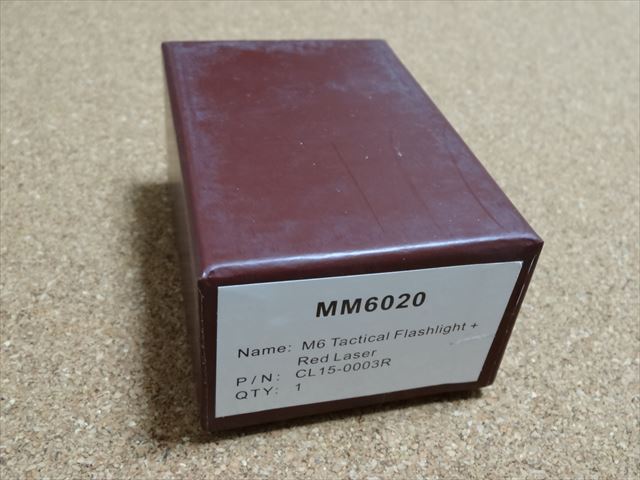 MM6020
Name: M6 Tactical Flashlight +
Red Laser
P/N: CL15-0003R
QTY: 1